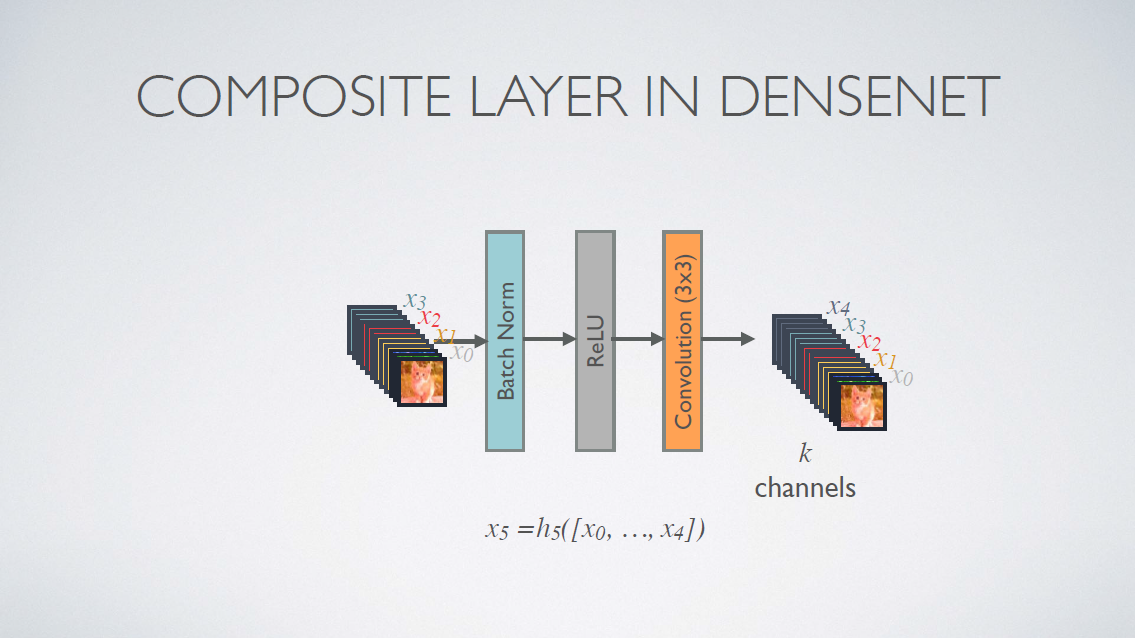 COMPOSITE LAYER IN DENSENET
x₃
x₂
x₁
x₀
Batch Norm
ReLU
Convolution (3x3)
x₄
x₃
x₂
x₁
x₀
k
channels
x₅ =h₅([x₀, …, x₄])